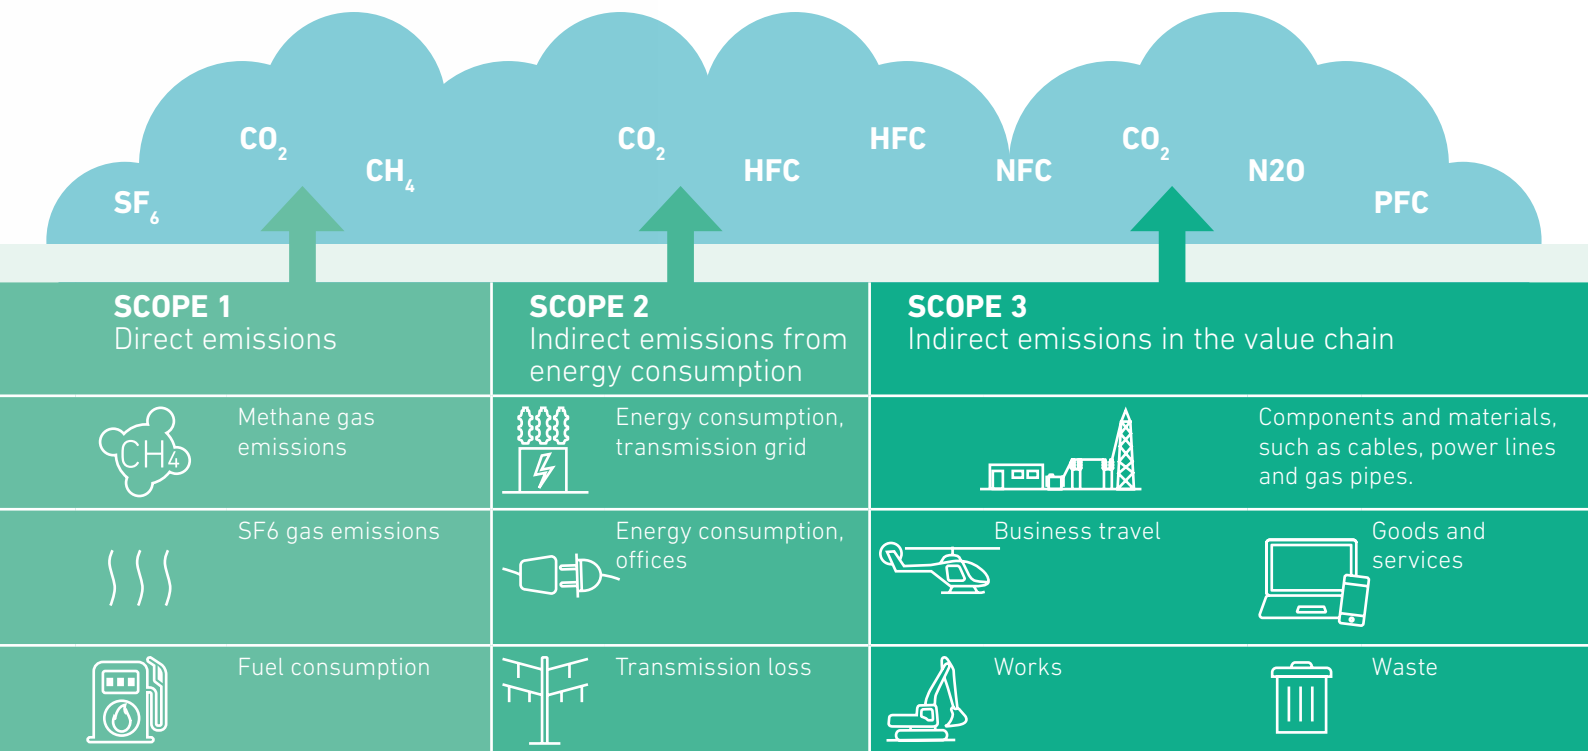 CO₂
CH₄
SF₆
CO₂
HFC
HFC
NFC
CO₂
N2O
PFC
SCOPE 1
Direct emissions
SCOPE 2
Indirect emissions from
energy consumption
SCOPE 3
Indirect emissions in the value chain
CH4
Methane gas
emissions
Energy consumption,
transmission grid
Components and materials,
such as cables, power lines
and gas pipes.
SF6 gas emissions
Energy consumption,
offices
Business travel
Goods and
services
Fuel consumption
Transmission loss
Works
Waste